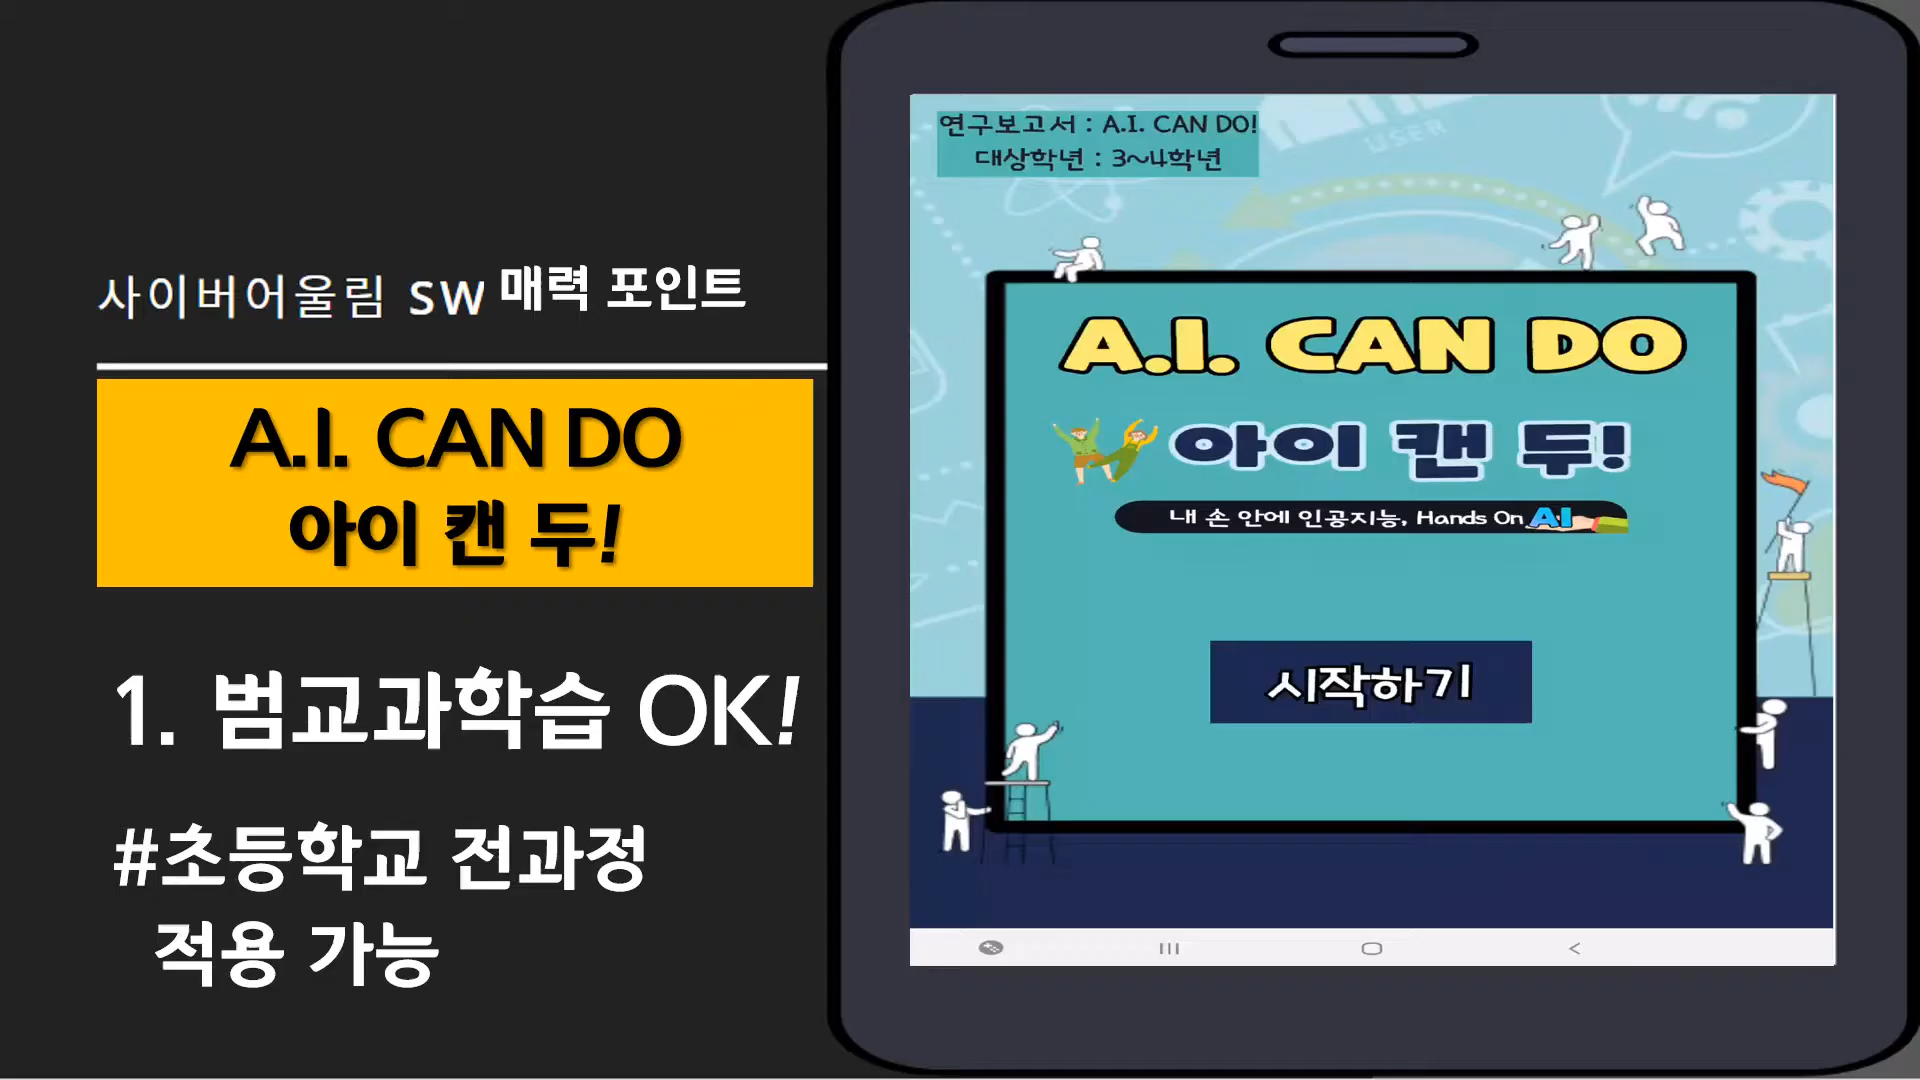 사이버어울림 SW 매력 포인트
A.I. CAN DO
아이 캔 두!
1. 범교과학습 OK!
#초등학교 전과정
적용 가능
연구보고서 : A.I. CAN DO!
대상학년 : 3~4학년
USER
A.I. CAN DO
아이 캔 두!
내 손 안에 인공지능, Hands On AI
시작하기